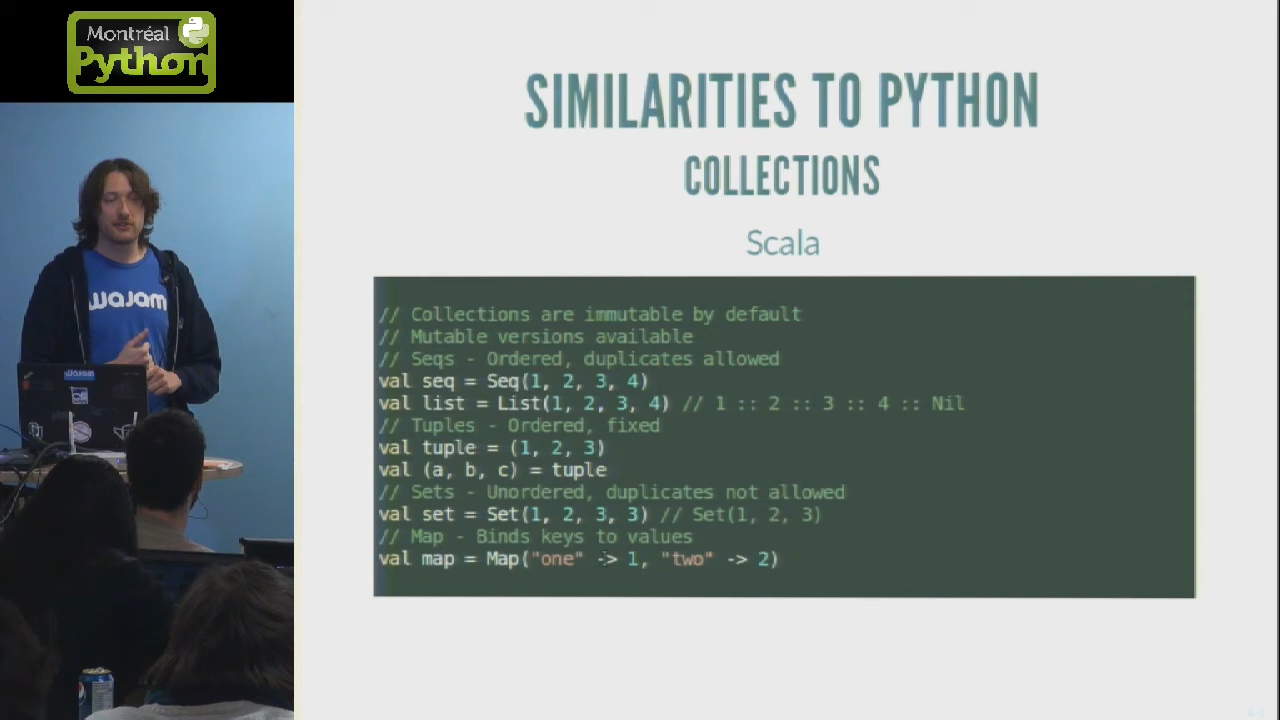 Montréal
Python
SIMILARITIES TO PYTHON
COLLECTIONS
Scala
wajam
// Collections are immutable by default
// Mutable versions available
// Seqs - Ordered, duplicates allowed
val seq = Seq(1, 2, 3, 4)
val list = List(1, 2, 3, 4) // 1 :: 2 :: 3 :: 4 :: Nil
// Tuples - Ordered, fixed
val tuple = (1, 2, 3)
val (a, b, c) = tuple
// Sets - Unordered, duplicates not allowed
val set = Set(1, 2, 3, 3) // Set(1, 2, 3)
// Map - Binds keys to values
val map = Map("one" -> 1, "two" -> 2)
wajam